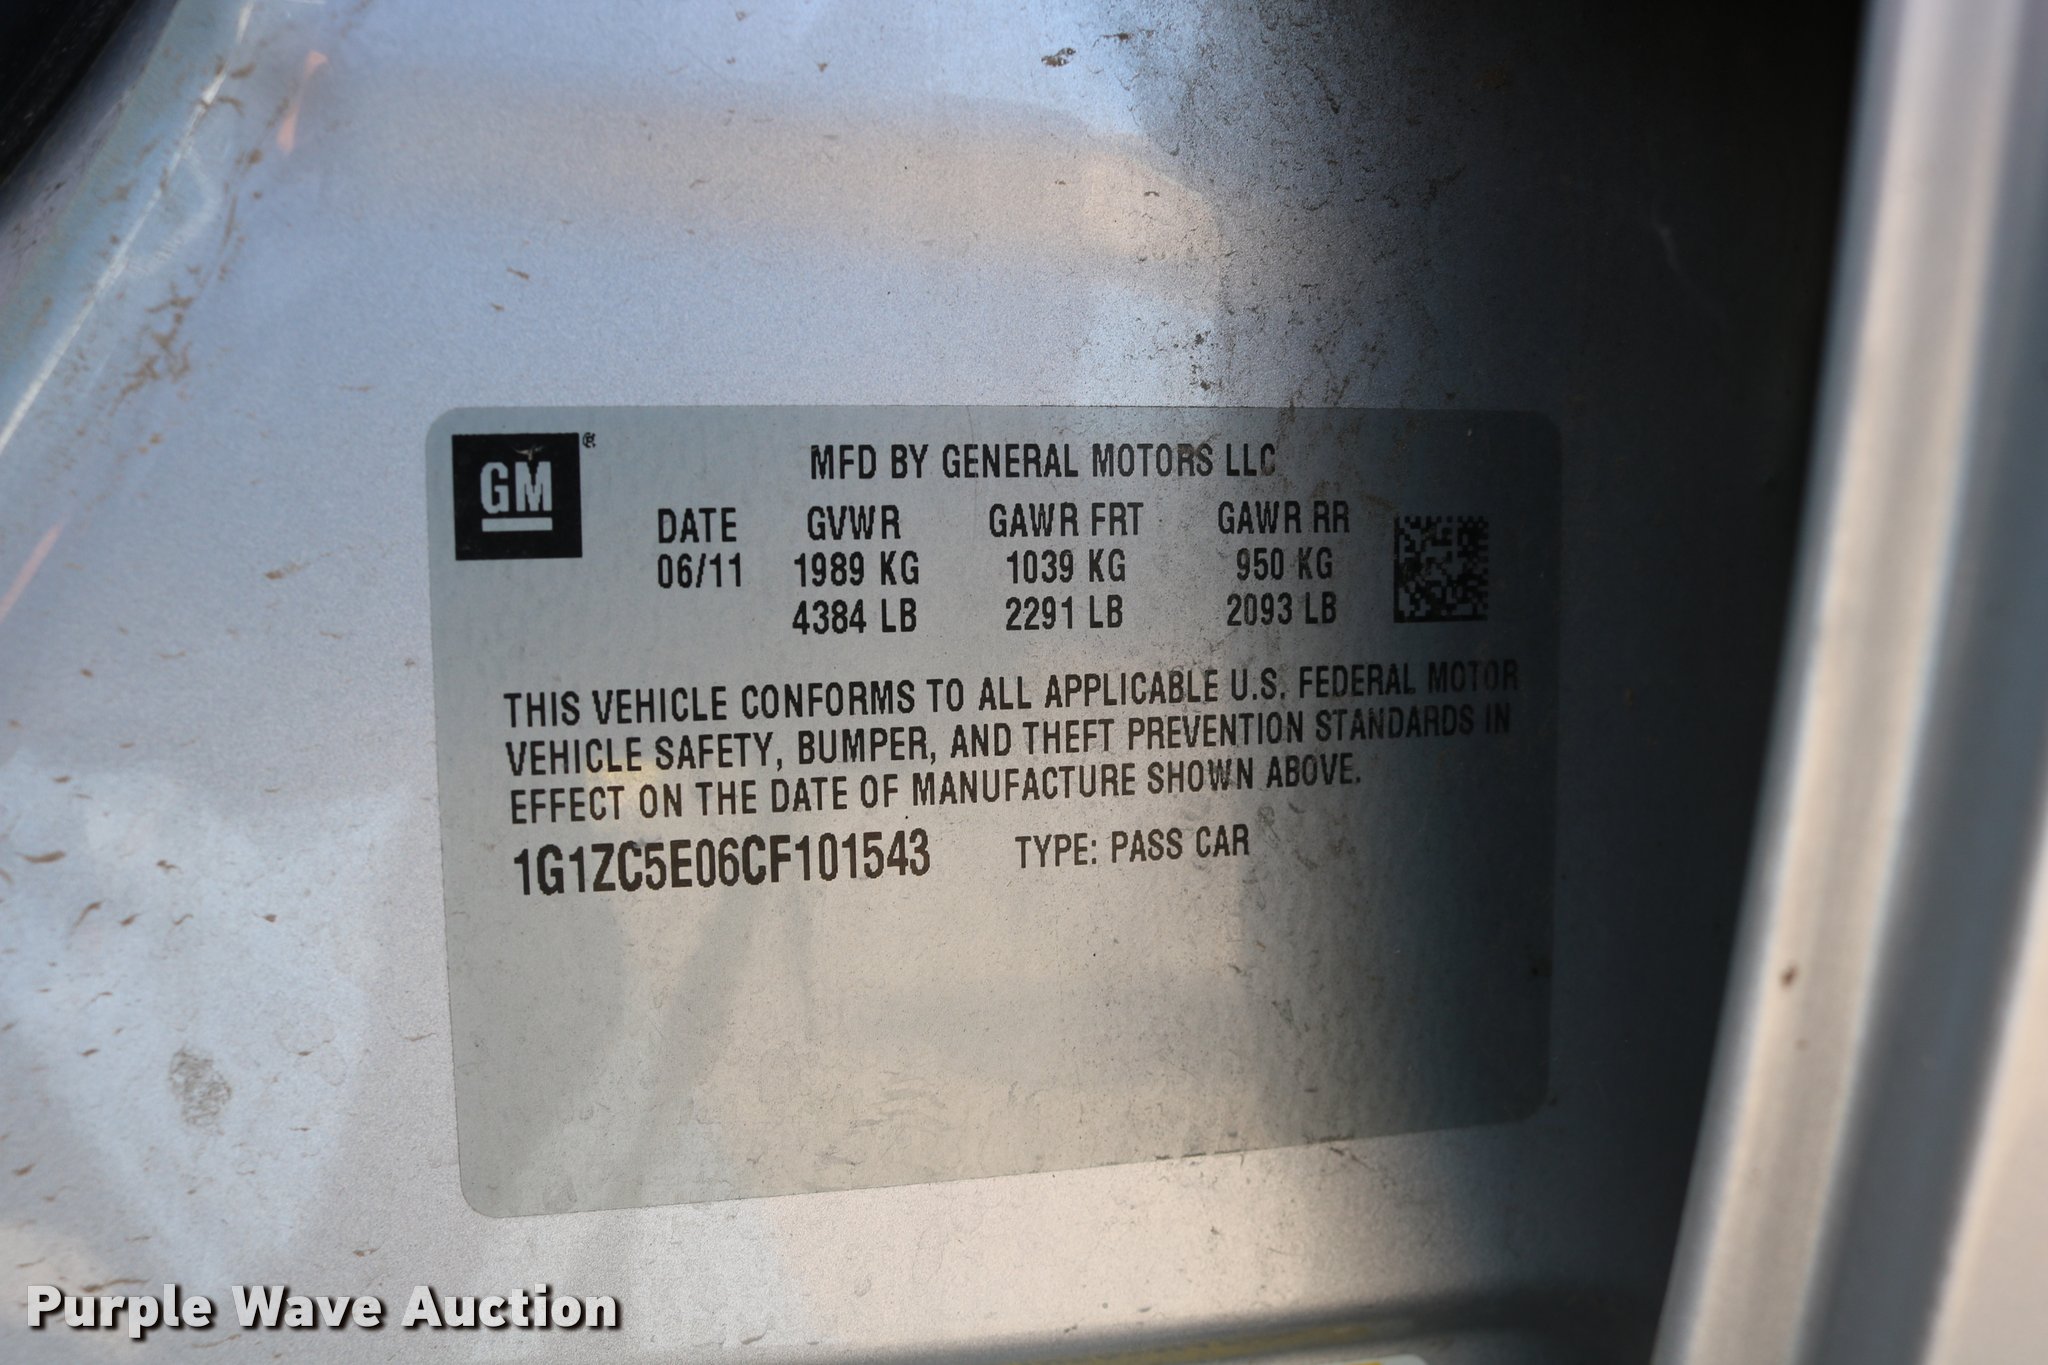 GM ®
MFD BY GENERAL MOTORS LLC
DATE GVWR GAWR FRT GAWR RR
06/11 1989 KG 1039 KG 950 KG
4384 LB 2291 LB 2093 LB
THIS VEHICLE CONFORMS TO ALL APPLICABLE U.S. FEDERAL MOTOR
VEHICLE SAFETY, BUMPER, AND THEFT PREVENTION STANDARDS IN
EFFECT ON THE DATE OF MANUFACTURE SHOWN ABOVE.
1G1ZC5E06CF101543 TYPE: PASS CAR
Purple Wave Auction